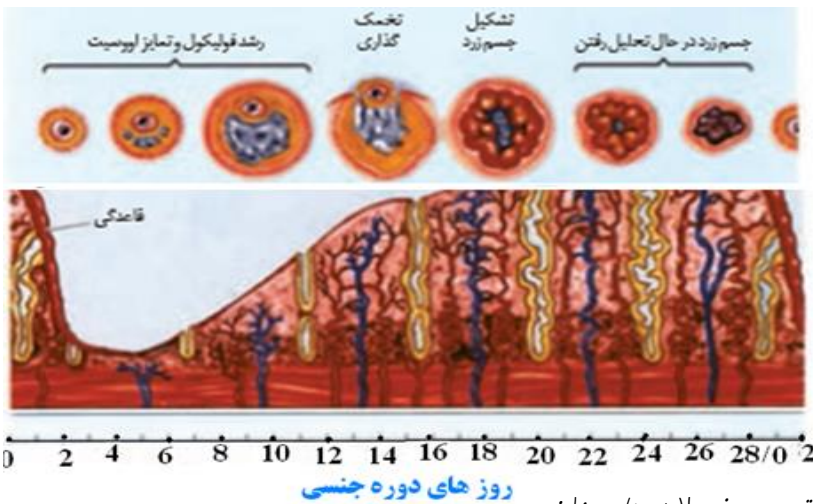 رشد فولیکول و تمایز اووسیت
تخمک
گذاری
تشکیل
جسم زرد
جسم زرد در حال تحلیل رفتن
قاعدگی
0 2 4 6 8 10 12 14 16 18 20 22 24 26 28/0 2
روز های دوره جنسی